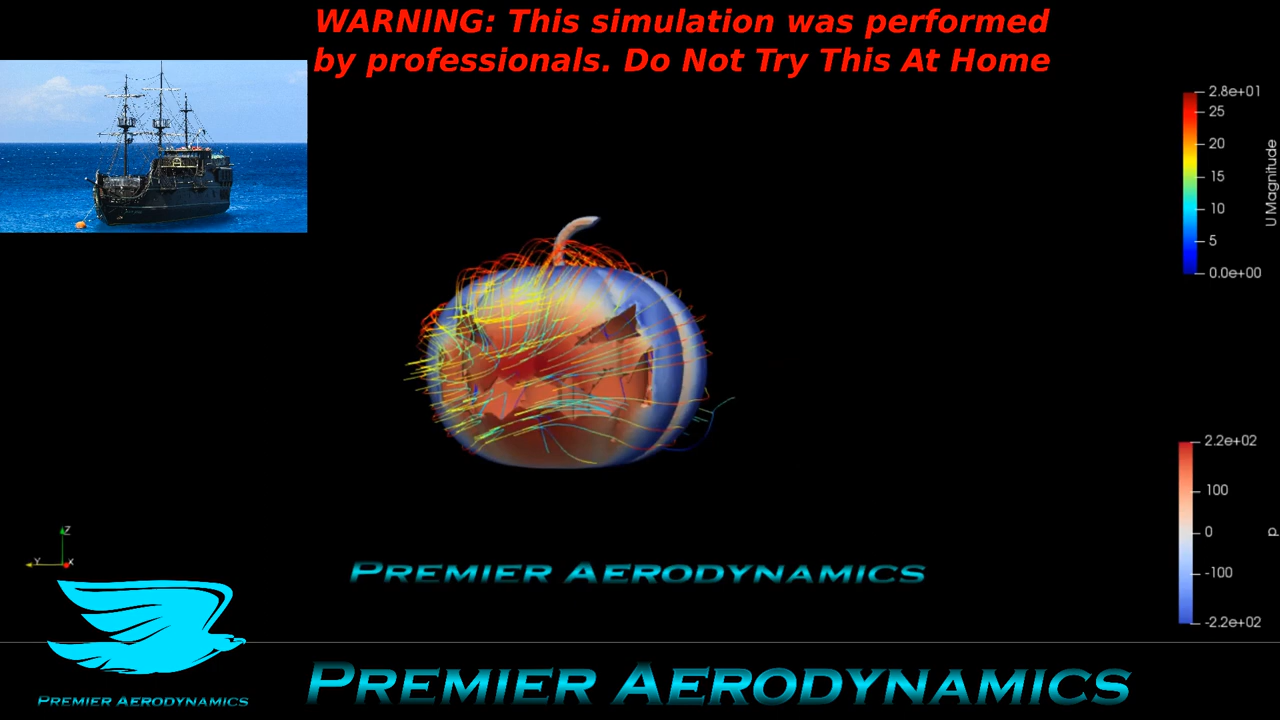 WARNING: This simulation was performed
by professionals. Do Not Try This At Home
2.8e+01
25
20
15
10
5
0.0e+00
U Magnitude
2.2e+02
100
0
-100
-2.2e+02
p
Z
Y
X
PREMIER AERODYNAMICS
PREMIER AERODYNAMICS
PREMIER AERODYNAMICS